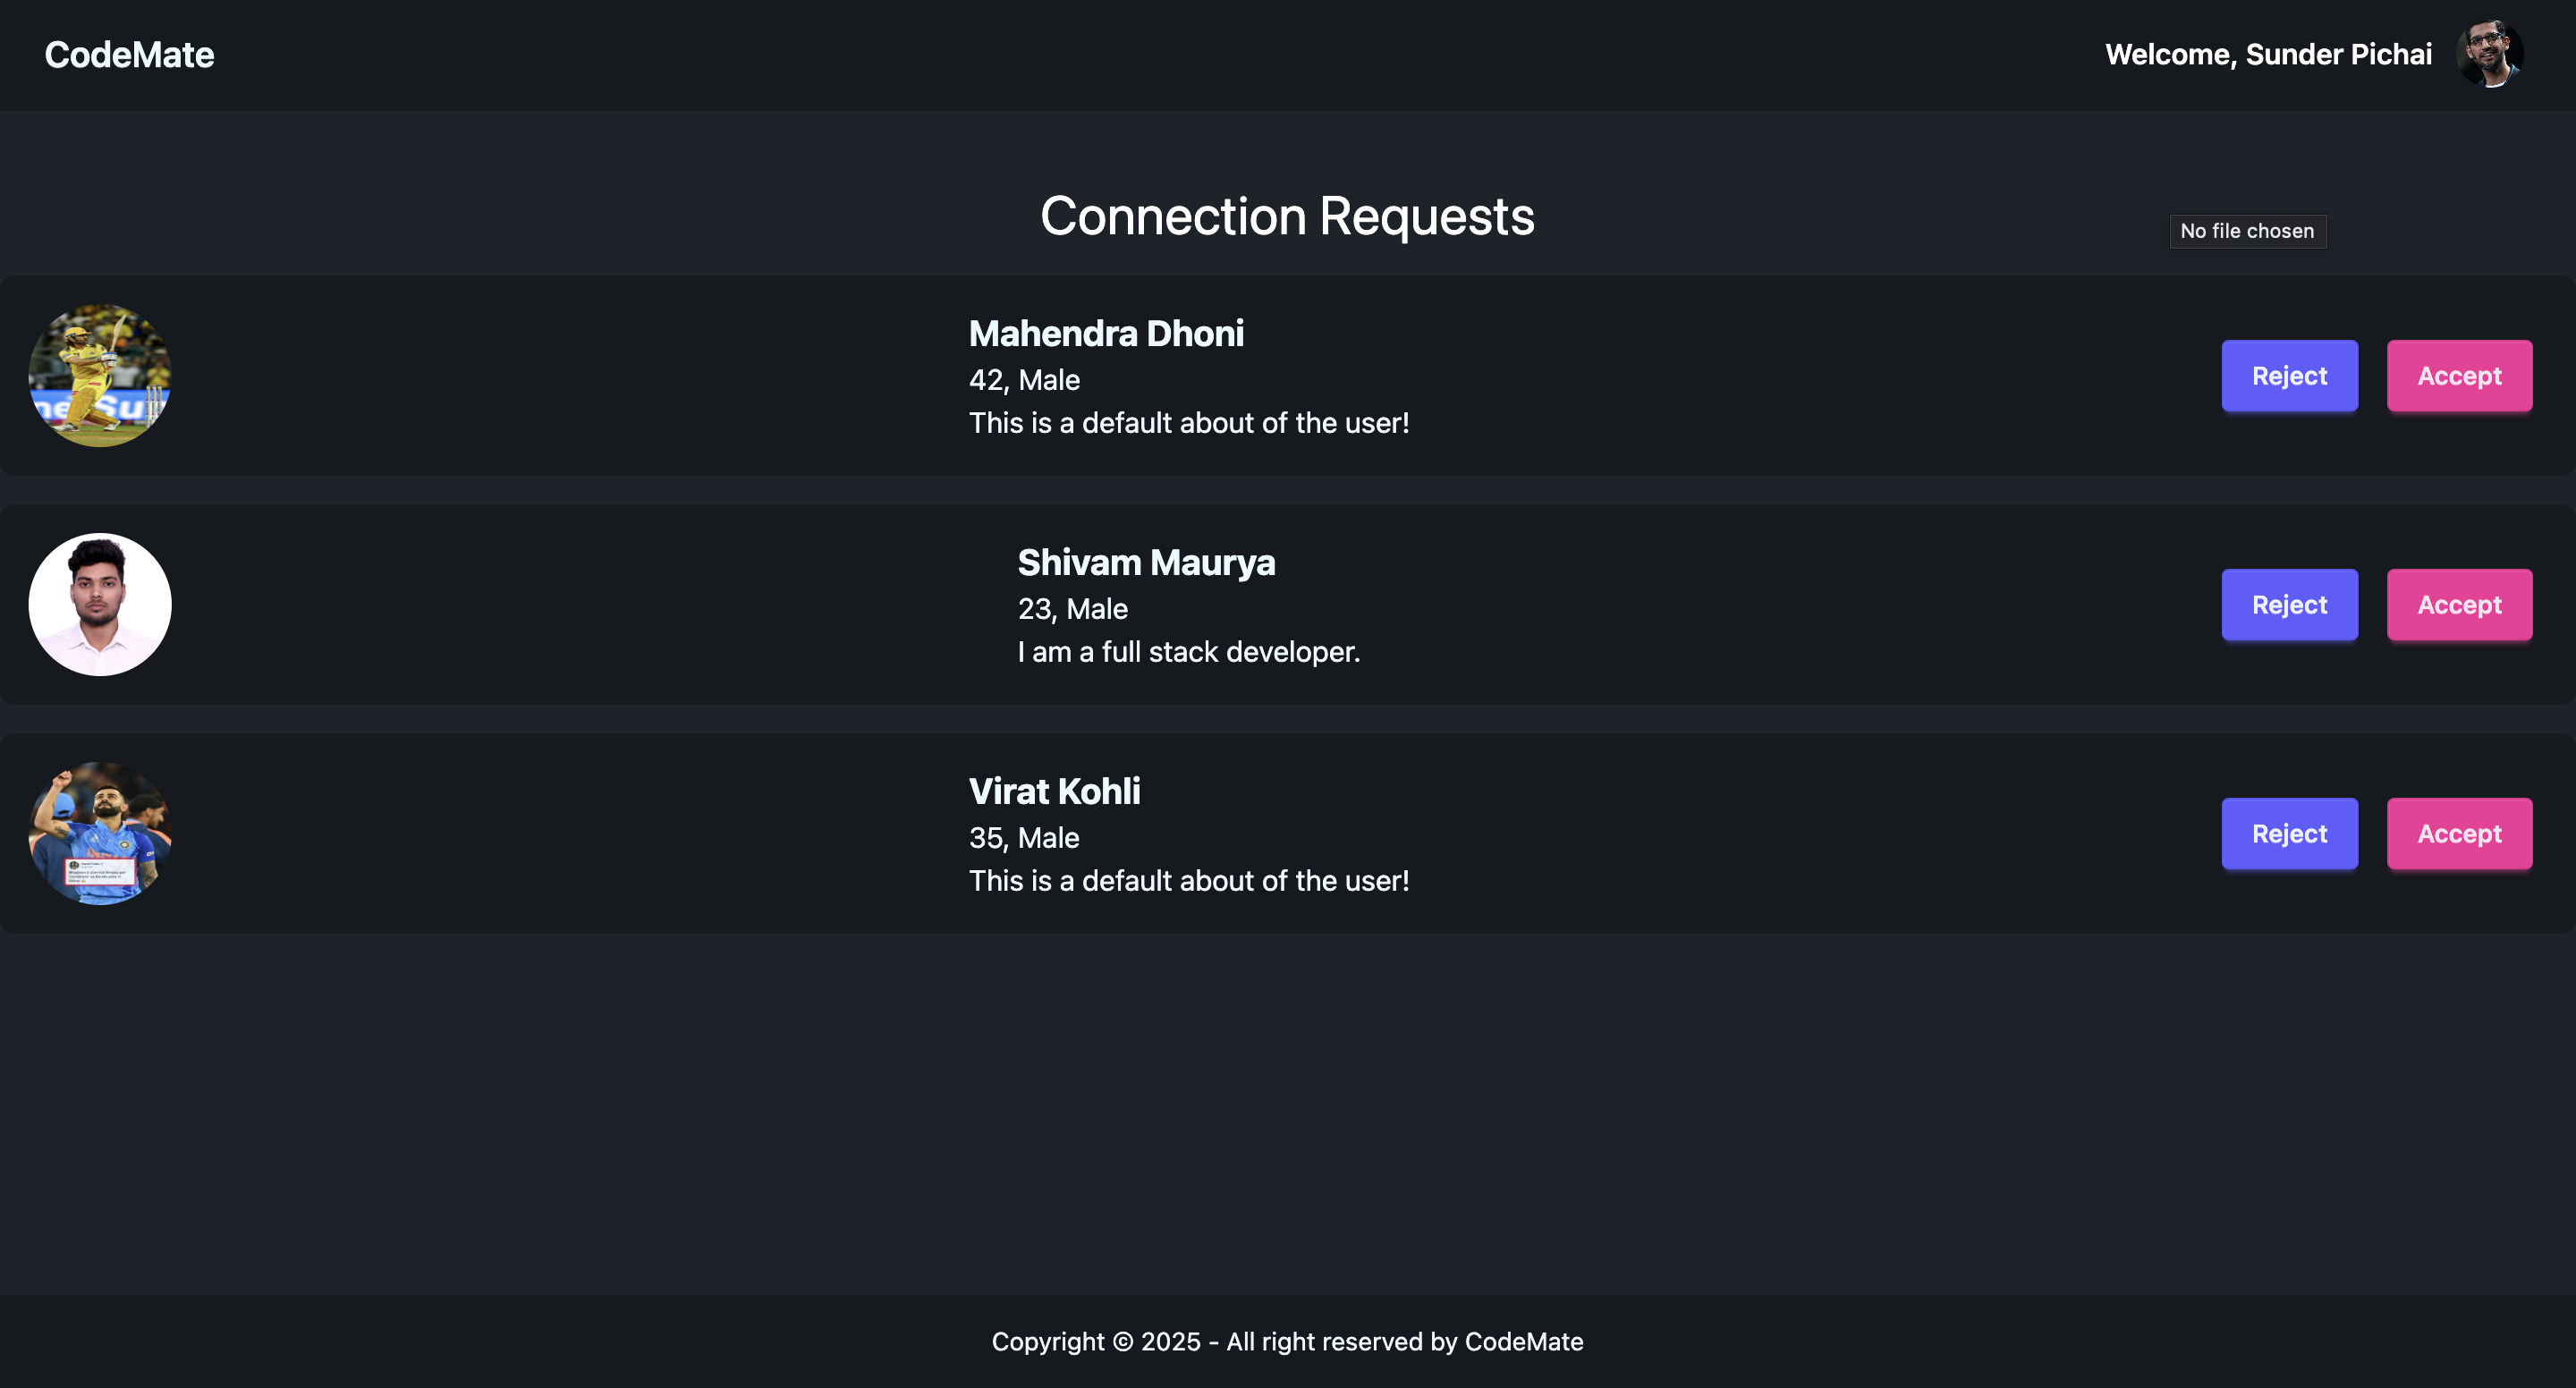 CodeMate
Welcome, Sunder Pichai
Connection Requests
No file chosen
Mahendra Dhoni
42, Male
This is a default about of the user!
Reject
Accept
Shivam Maurya
23, Male
I am a full stack developer.
Reject
Accept
Virat Kohli
35, Male
This is a default about of the user!
Reject
Accept
Copyright © 2025 - All right reserved by CodeMate